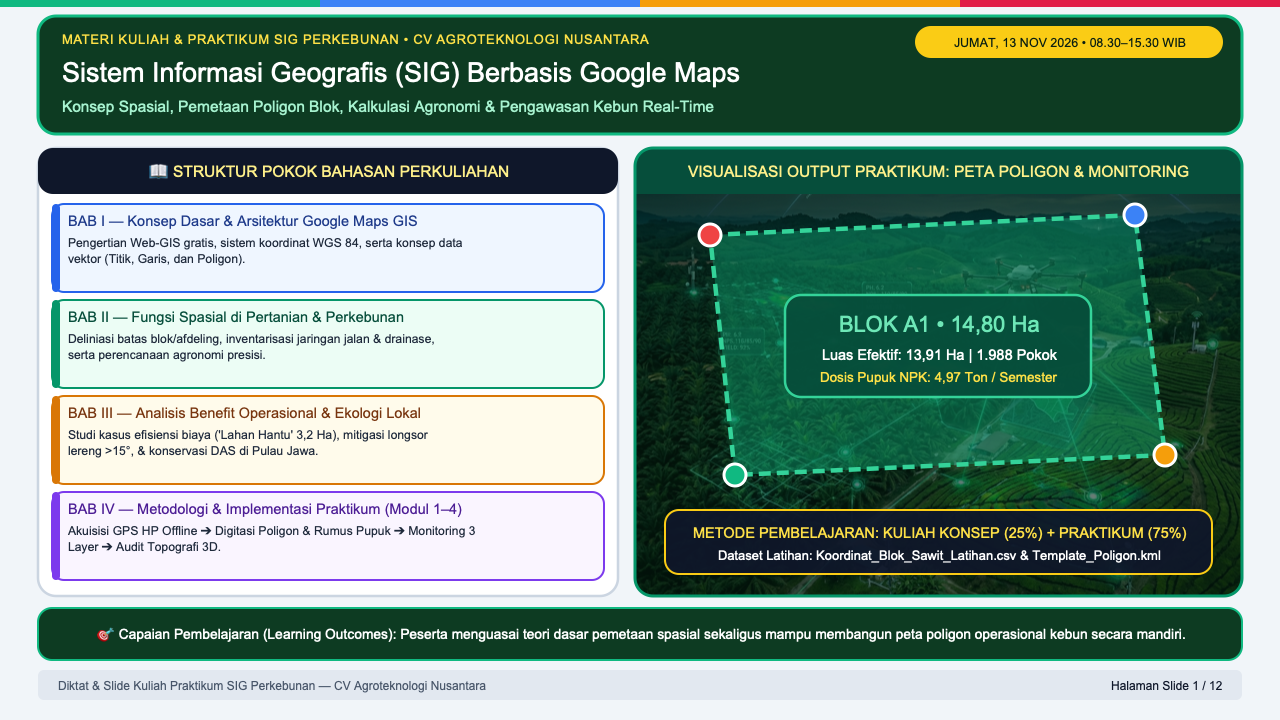 MATERI KULIAH & PRAKTIKUM SIG PERKEBUNAN • CV AGROTEKNOLOGI NUSANTARA
JUMAT, 13 NOV 2026 • 08.30–15.30 WIB
Sistem Informasi Geografis (SIG) Berbasis Google Maps
Konsep Spasial, Pemetaan Poligon Blok, Kalkulasi Agronomi & Pengawasan Kebun Real-Time
📖 STRUKTUR POKOK BAHASAN PERKULIAHAN
BAB I — Konsep Dasar & Arsitektur Google Maps GIS
Pengertian Web-GIS gratis, sistem koordinat WGS 84, serta konsep data
vektor (Titik, Garis, dan Poligon).
BAB II — Fungsi Spasial di Pertanian & Perkebunan
Deliniasi batas blok/afdeling, inventarisasi jaringan jalan & drainase,
serta perencanaan agronomi presisi.
BAB III — Analisis Benefit Operasional & Ekologi Lokal
Studi kasus efisiensi biaya ('Lahan Hantu' 3,2 Ha), mitigasi longsor
lereng >15°, & konservasi DAS di Pulau Jawa.
BAB IV — Metodologi & Implementasi Praktikum (Modul 1–4)
Akuisisi GPS HP Offline ➔ Digitasi Poligon & Rumus Pupuk ➔ Monitoring 3
Layer ➔ Audit Topografi 3D.
VISUALISASI OUTPUT PRAKTIKUM: PETA POLIGON & MONITORING
BLOK A1 • 14,80 Ha
Luas Efektif: 13,91 Ha | 1.988 Pokok
Dosis Pupuk NPK: 4,97 Ton / Semester
METODE PEMBELAJARAN: KULIAH KONSEP (25%) + PRAKTIKUM (75%)
Dataset Latihan: Koordinat_Blok_Sawit_Latihan.csv & Template_Poligon.kml
🎯 Capaian Pembelajaran (Learning Outcomes): Peserta menguasai teori dasar pemetaan spasial sekaligus mampu membangun peta poligon operasional kebun secara mandiri.
Diktat & Slide Kuliah Praktikum SIG Perkebunan — CV Agroteknologi Nusantara
Halaman Slide 1 / 12